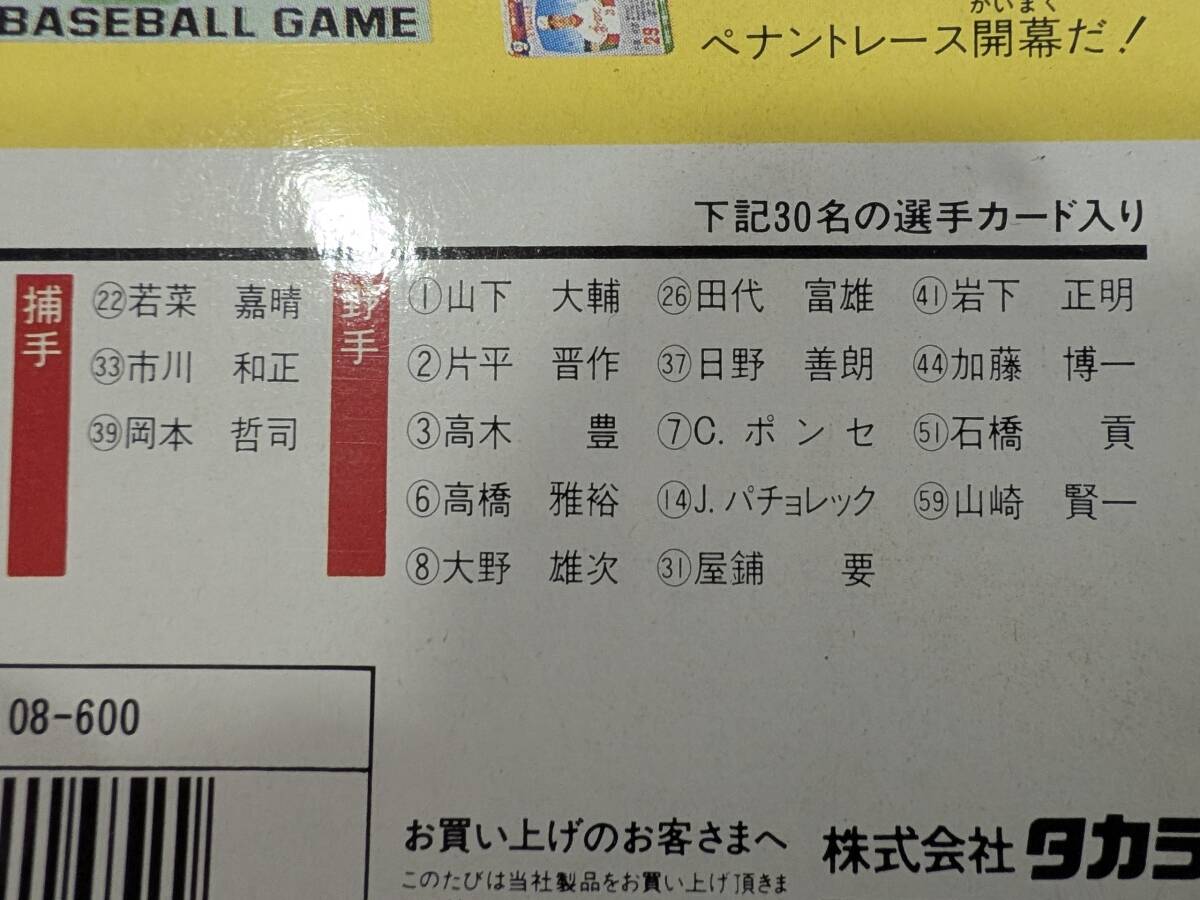 BASEBALL GAME
29
かいまく
ペナントレース開幕だ!
下記30名の選手カード入り
捕手
㉒若菜 嘉晴
㉝市川 和正
㊴岡本 哲司
野手
①山下 大輔
②片平 晋作
③高木 豊
⑥高橋 雅裕
⑧大野 雄次
㉖田代 富雄
㊲日野 善朗
⑦C.ポンセ
⑭J.パチョレック
㉛屋鋪 要
㊶岩下 正明
㊹加藤 博一
51石橋 貢
59山崎 賢一
08-600
お買い上げのお客さまへ
このたびは当社製品をお買い上げ頂きま
株式会社タカラ